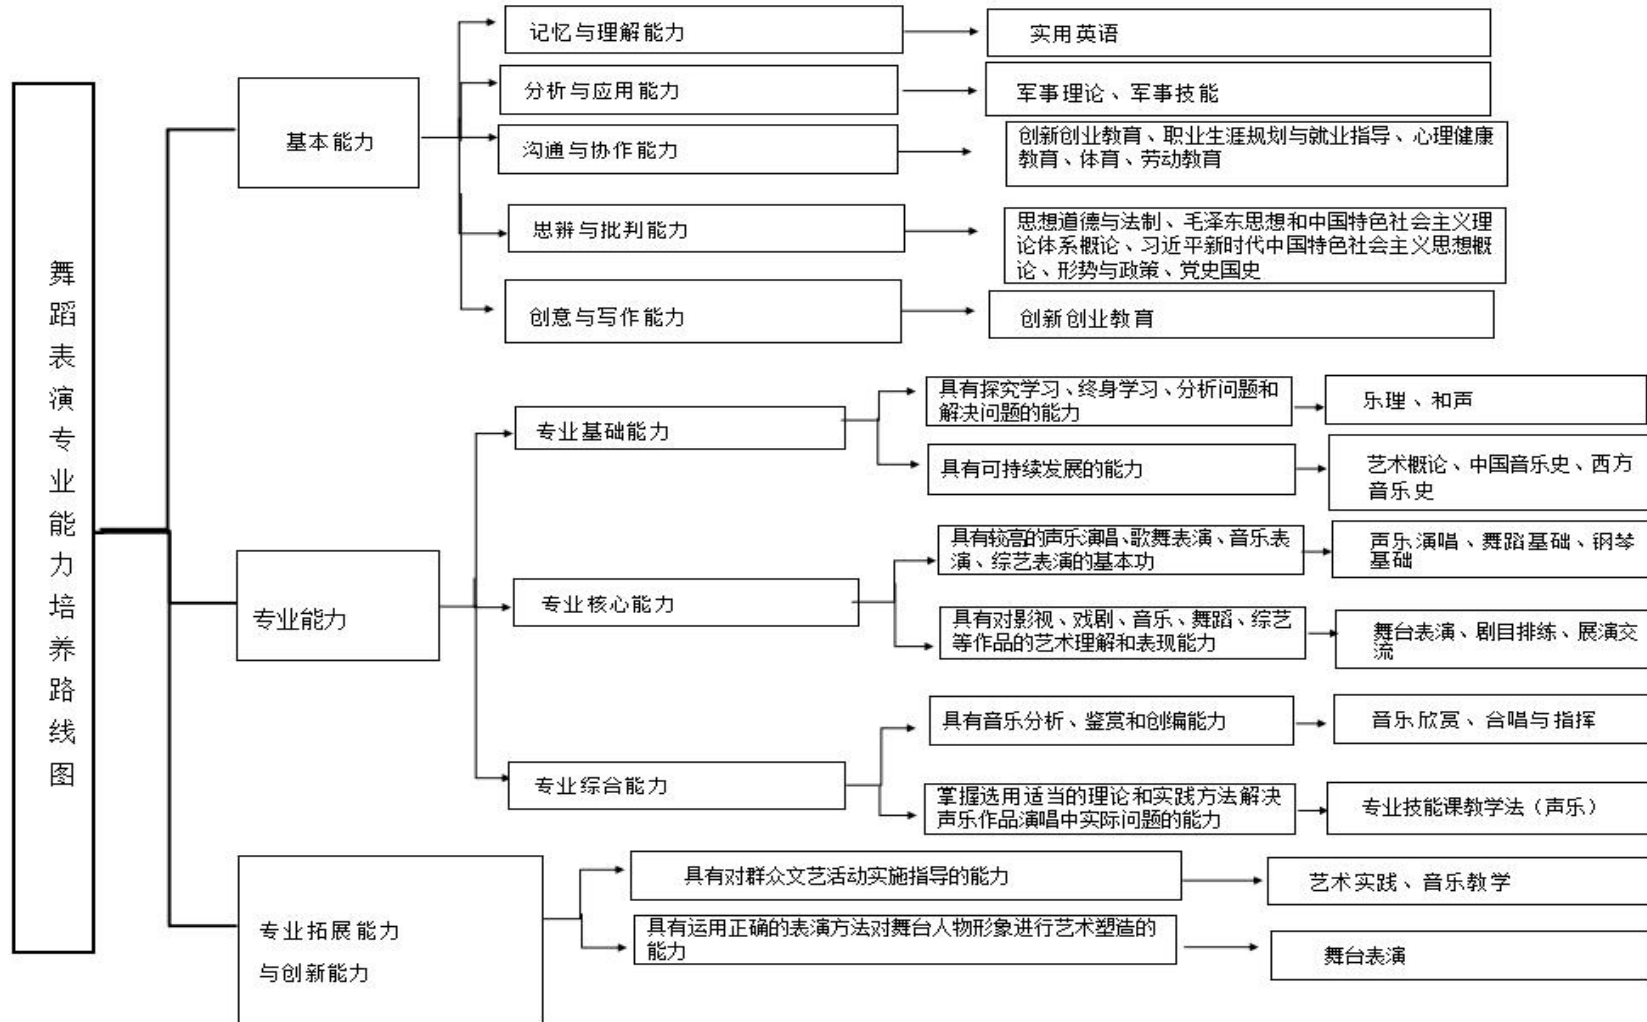 舞蹈表演专业能力培养路线图
基本能力
记忆与理解能力
实用英语
分析与应用能力
军事理论、军事技能
沟通与协作能力
创新创业教育、职业生涯规划与就业指导、心理健康
教育、体育、劳动教育
思辨与批判能力
思想道德与法制、毛泽东思想和中国特色社会主义理
论体系概论、习近平新时代中国特色社会主义思想概
论、形势与政策、党史国史
创意与写作能力
创新创业教育
专业能力
专业基础能力
具有探究学习、终身学习、分析问题和
解决问题的能力
乐理、和声
具有可持续发展的能力
艺术概论、中国音乐史、西方
音乐史
专业核心能力
具有较高的声乐演唱、歌舞表演、音乐表
演、综艺表演的基本功
声乐演唱、舞蹈基础、钢琴
基础
具有对影视、戏剧、音乐、舞蹈、综艺
等作品的艺术理解和表现能力
舞台表演、剧目排练、展演交
流
专业综合能力
具有音乐分析、鉴赏和创编能力
音乐欣赏、合唱与指挥
掌握选用适当的理论和实践方法解决
声乐作品演唱中实际问题的能力
专业技能课教学法（声乐）
专业拓展能力
与创新能力
具有对群众文艺活动实施指导的能力
艺术实践、音乐教学
具有运用正确的表演方法对舞台人物形象进行艺术塑造的
能力
舞台表演